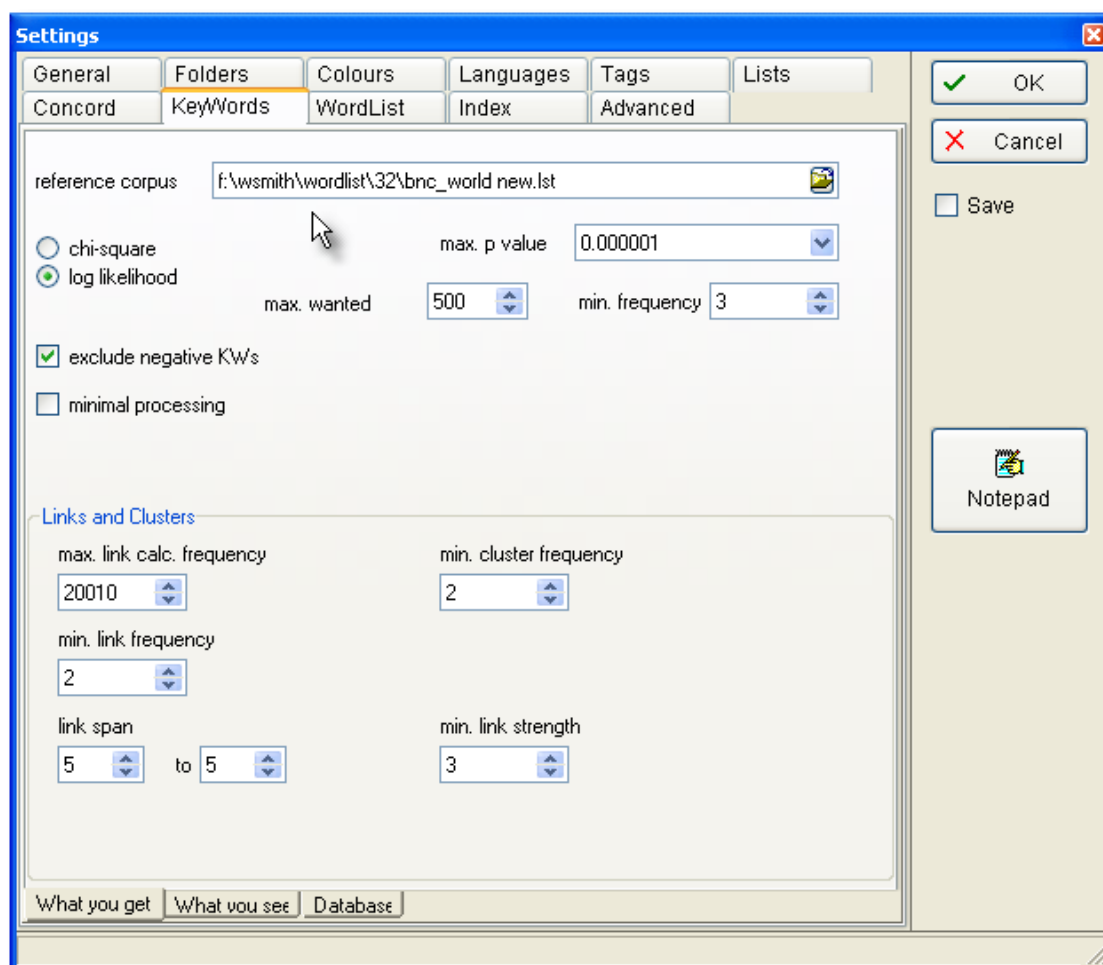 Settings
General Folders Colours Languages Tags Lists
Concord KeyWords WordList Index Advanced
OK
Cancel
Save
reference corpus f:\wsmith\wordlist\32\bnc_world new.lst
chi-square
log likelihood
max. p value 0.000001
max. wanted 500 min. frequency 3
exclude negative KWs
minimal processing
Notepad
Links and Clusters
max. link calc. frequency min. cluster frequency
20010 2
min. link frequency
2
link span min. link strength
5 to 5 3
What you get What you see Database